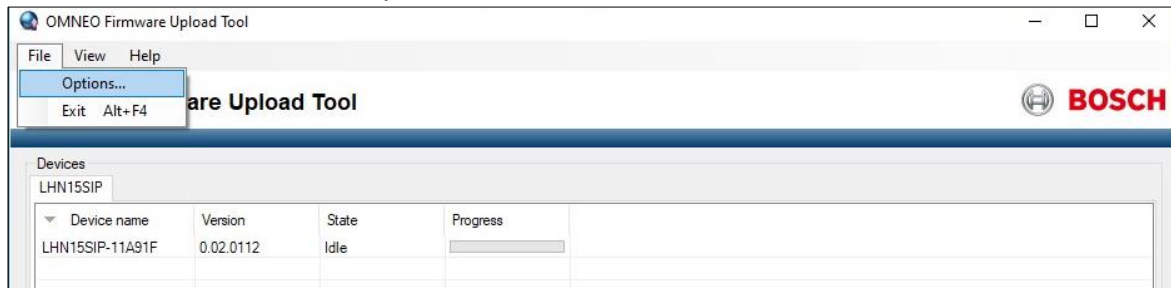 OMNEO Firmware Upload Tool
File View Help
Options...
Exit Alt+F4
are Upload Tool
BOSCH
Devices
LHN15SIP
Device name Version State Progress
LHN15SIP-11A91F 0.02.0112 Idle